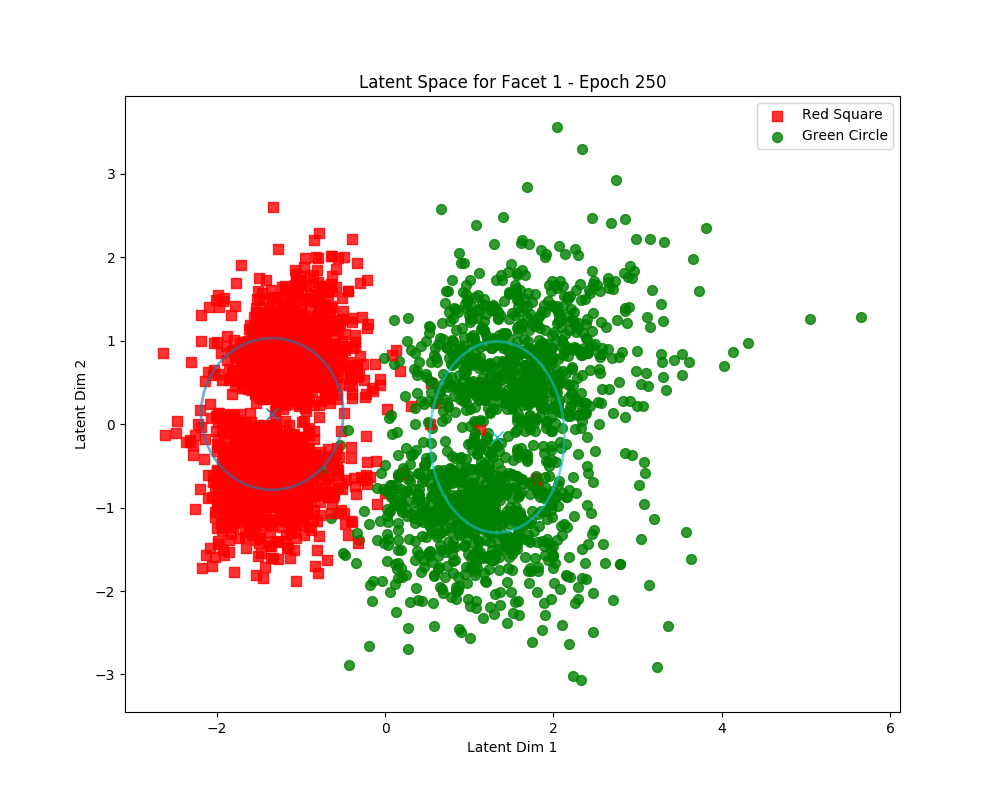 Latent Space for Facet 1 - Epoch 250
Red Square
Green Circle
3
2
1
0
−1
−2
−3
Latent Dim 2
−2
0
2
4
6
Latent Dim 1